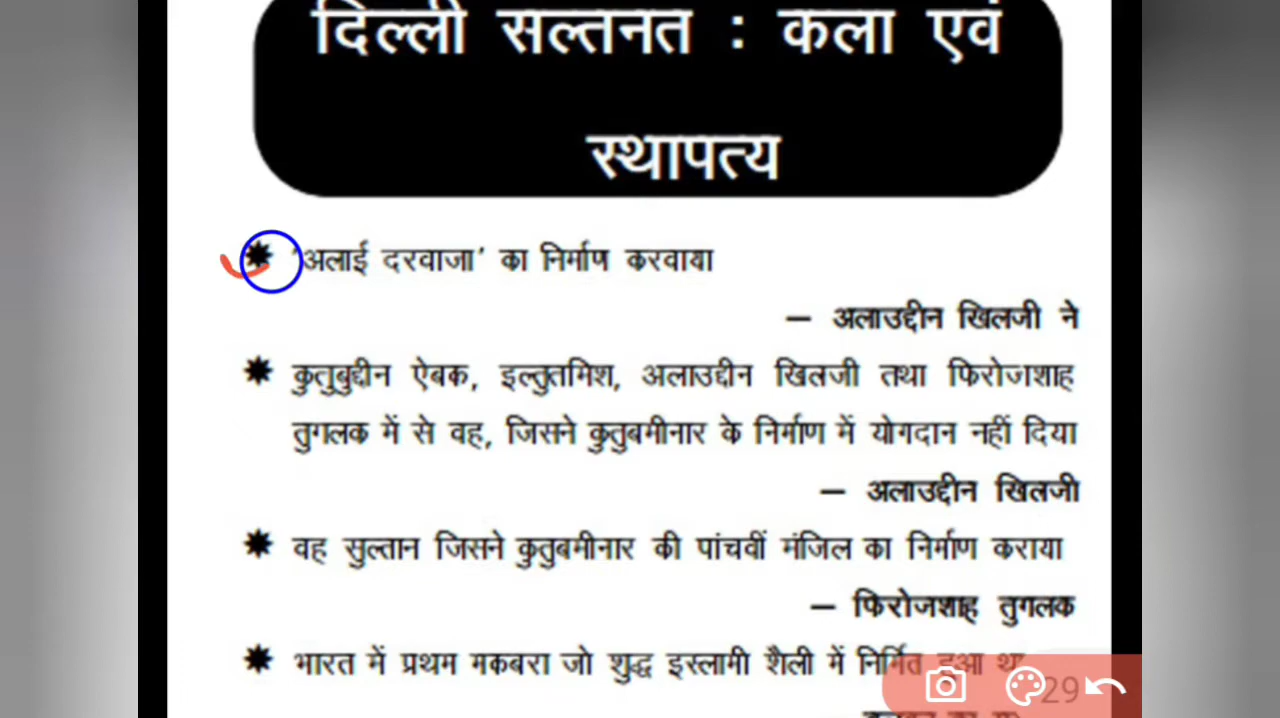 दिल्ली सल्तनत : कला एवं
स्थापत्य
'अलाई दरवाजा' का निर्माण करवाया
— अलाउद्दीन खिलजी ने
कुतुबुद्दीन ऐबक, इल्तुतमिश, अलाउद्दीन खिलजी तथा फिरोजशाह
तुगलक में से वह, जिसने कुतुबमीनार के निर्माण में योगदान नहीं दिया
— अलाउद्दीन खिलजी
वह सुल्तान जिसने कुतुबमीनार की पांचवीं मंजिल का निर्माण कराया
— फिरोजशाह तुगलक
भारत में प्रथम मकबरा जो शुद्ध इस्लामी शैली में निर्मित हुआ
29